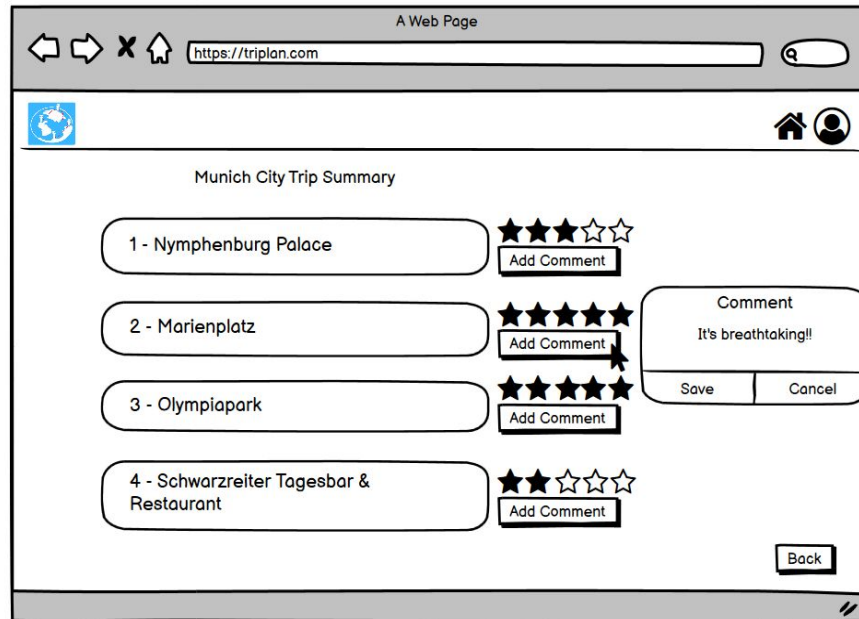 A Web Page
https://triplan.com
Munich City Trip Summary
1 - Nymphenburg Palace
Add Comment
2 - Marienplatz
Add Comment
Comment
It's breathtaking!!
Save
Cancel
3 - Olympiapark
Add Comment
4 - Schwarzreiter Tagesbar &
Restaurant
Add Comment
Back